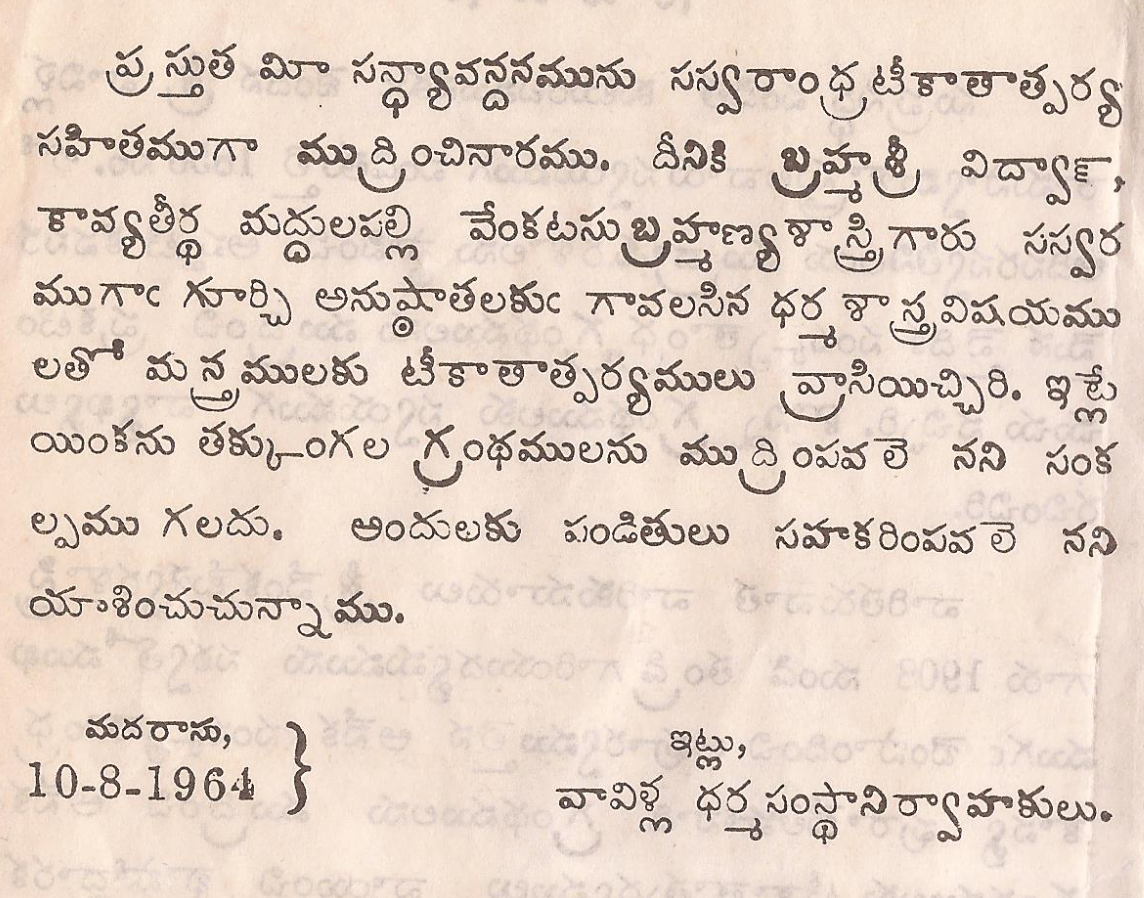 ప్రస్తుత మీ సన్ధ్యావన్దనమును సస్వరాంధ్రటీకాతాత్పర్య
సహితముగా ముద్రించినారము. దీనికి బ్రహ్మశ్రీ విద్వాన్,
కావ్యతీర్థ మద్దులపల్లి వేంకటసుబ్రహ్మణ్యశాస్త్రిగారు సస్వర
ముగాఁ గూర్చి అనుష్ఠాతలకుఁ గావలసిన ధర్మశాస్త్రవిషయము
లతో మన్త్రములకు టీకాతాత్పర్యములు వ్రాసియిచ్చిరి. ఇట్లే
యింకను తక్కుంగల గ్రంథములను ముద్రింపవలె నని సంక
ల్పము గలదు. అందులకు పండితులు సహకరింపవలె నని
యాశించుచున్నాము.
మదరాసు,
10-8-1964
ఇట్లు,
వావిళ్ల ధర్మసంస్థానిర్వాహకులు.